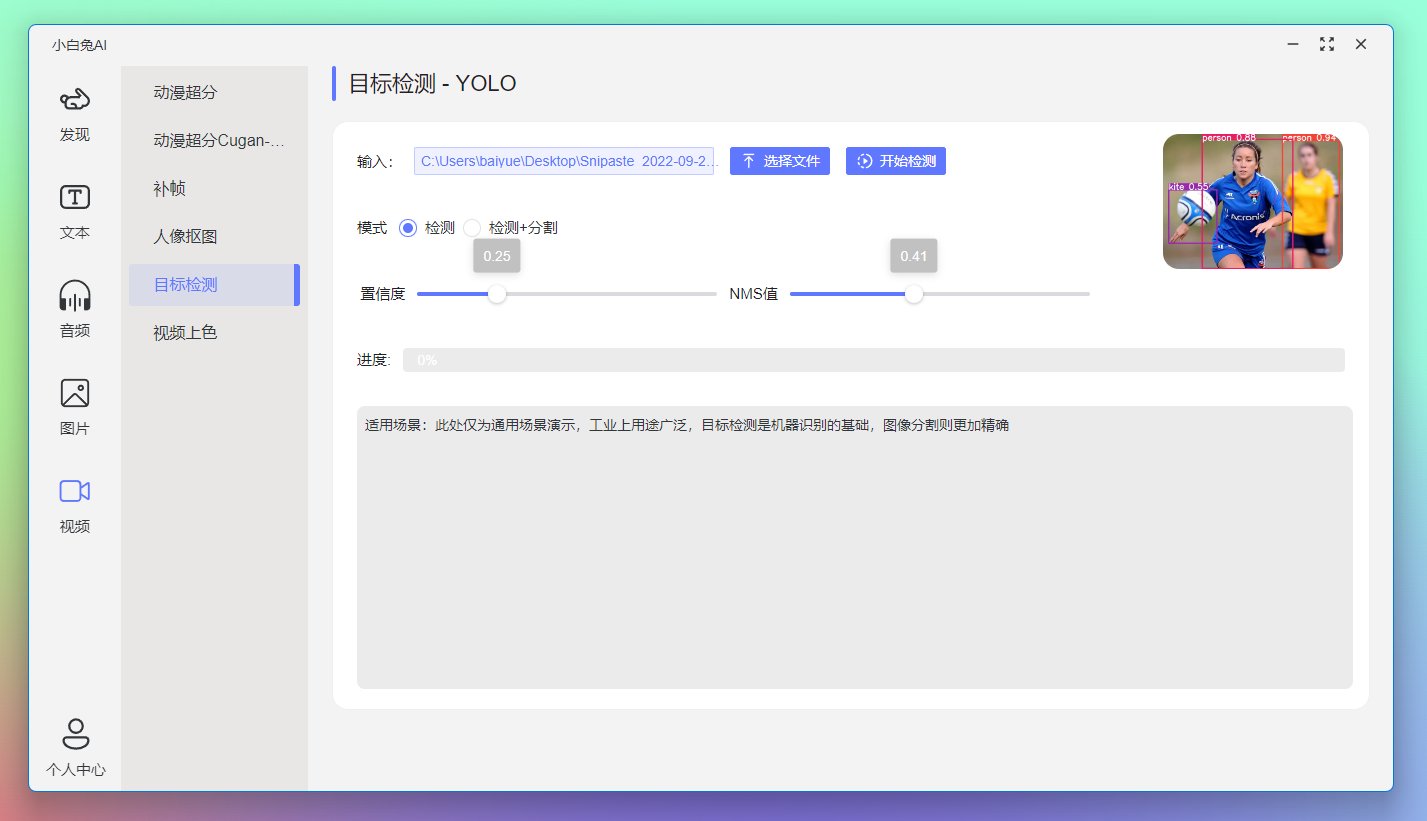 小白兔AI
发现
文本
音频
图片
视频
个人中心
动漫超分
动漫超分Cugan-...
补帧
人像抠图
目标检测
视频上色
目标检测 - YOLO
输入： C:\Users\baiyue\Desktop\Snipaste_2022-09-2... 选择文件 开始检测
模式 检测 检测+分割
0.25 0.41
置信度 NMS值
进度: 0%
适用场景：此处仅为通用场景演示，工业上用途广泛，目标检测是机器识别的基础，图像分割则更加精确
person 0.88 person 0.94
kite 0.55
Acronis